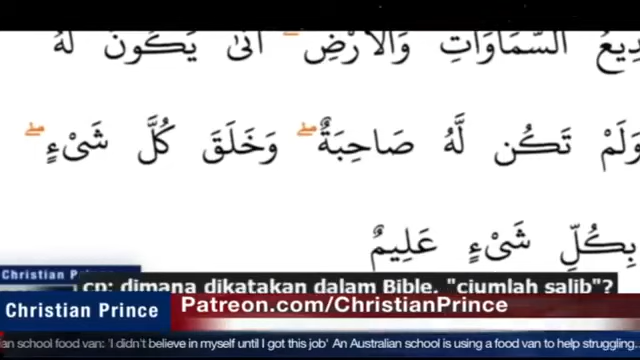 دِيعُ السَّمَاوَاتِ وَالْأَرْضِ ۖ أَنَّىٰ يَكُونُ لَهُ
وَلَمْ تَكُن لَّهُ صَاحِبَةٌ ۖ وَخَلَقَ كُلَّ شَيْءٍ ۖ
بِكُلِّ شَيْءٍ عَلِيمٌ
Christian Prince
cp: dimana dikatakan dalam Bible. "ciumlah salib"?
Christian Prince
Patreon.com/ChristianPrince
an school food van: 'I didn't believe in myself until I got this job' An Australian school is using a food van to help struggling.